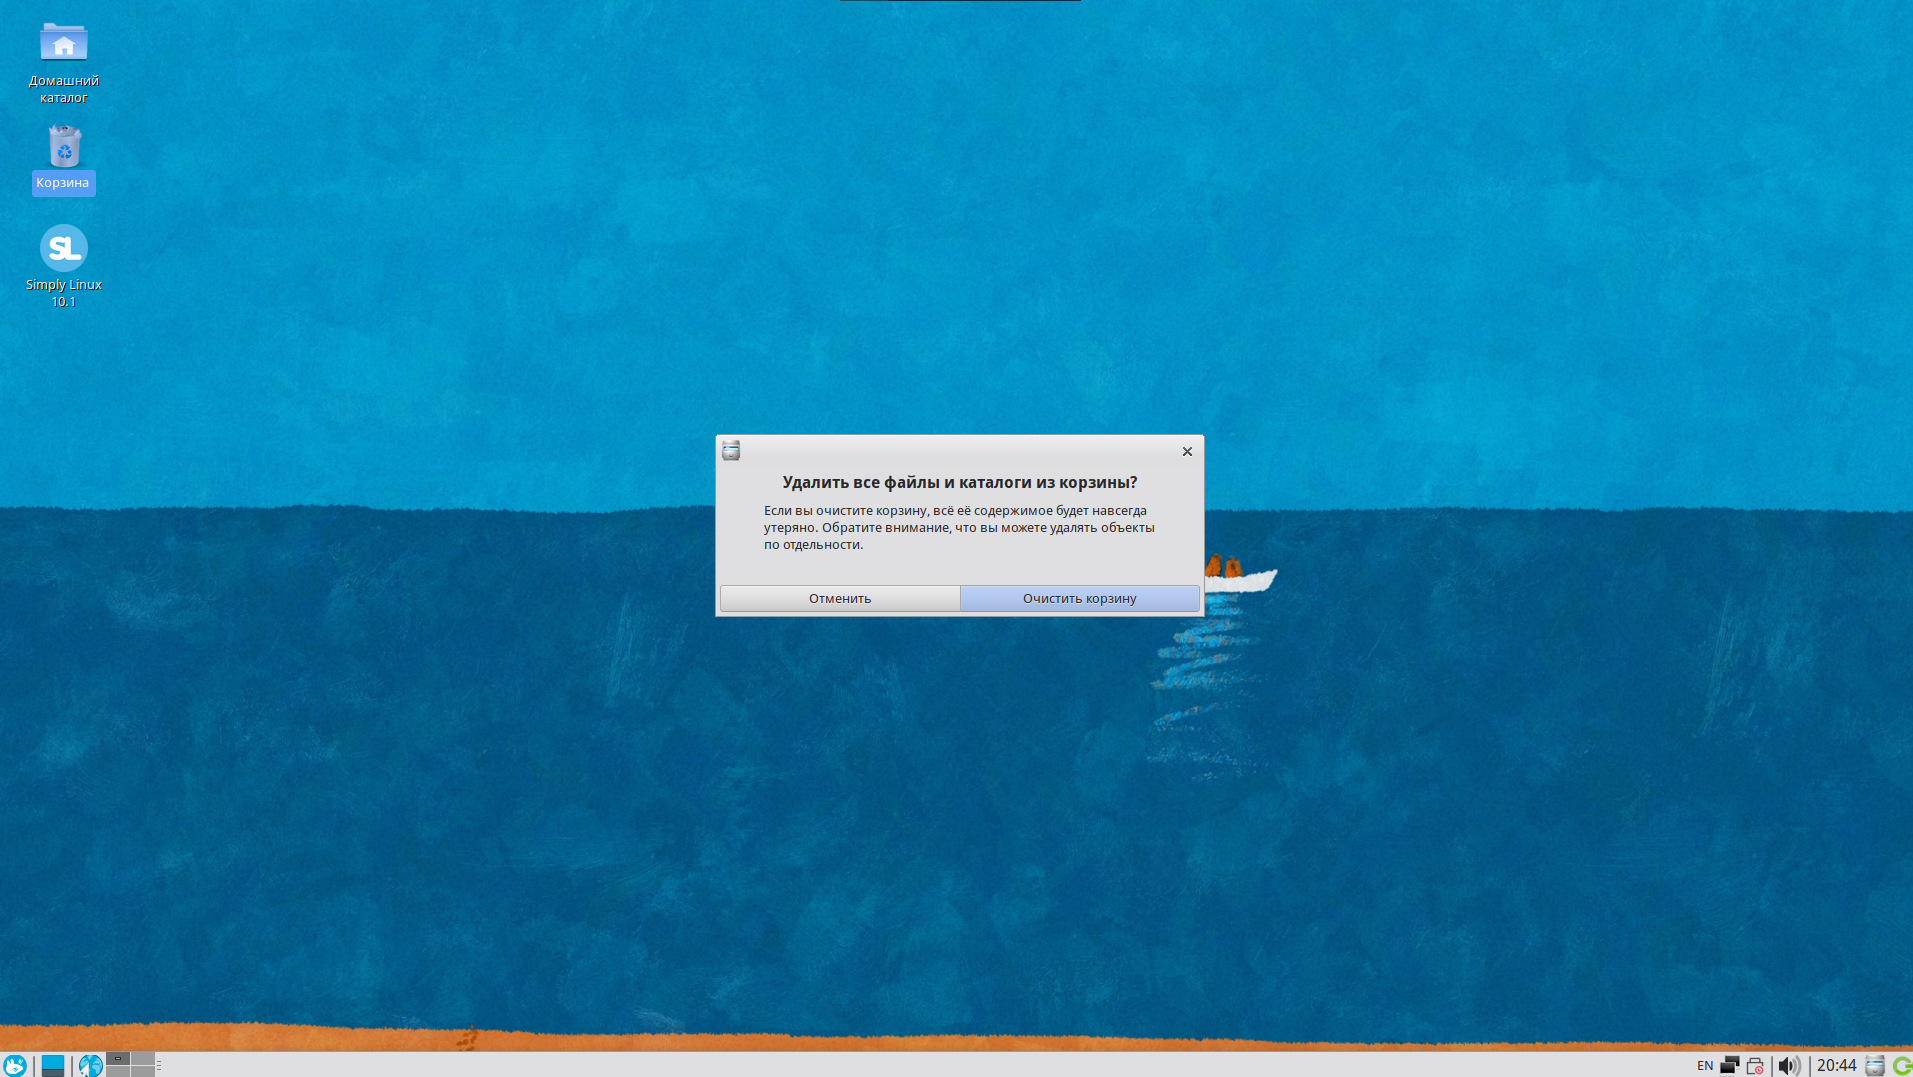 Домашний
каталог
Корзина
SL
Simply Linux
10.1
Удалить все файлы и каталоги из корзины?
Если вы очистите корзину, всё её содержимое будет навсегда
утеряно. Обратите внимание, что вы можете удалять объекты
по отдельности.
Отменить
Очистить корзину
EN
20:44